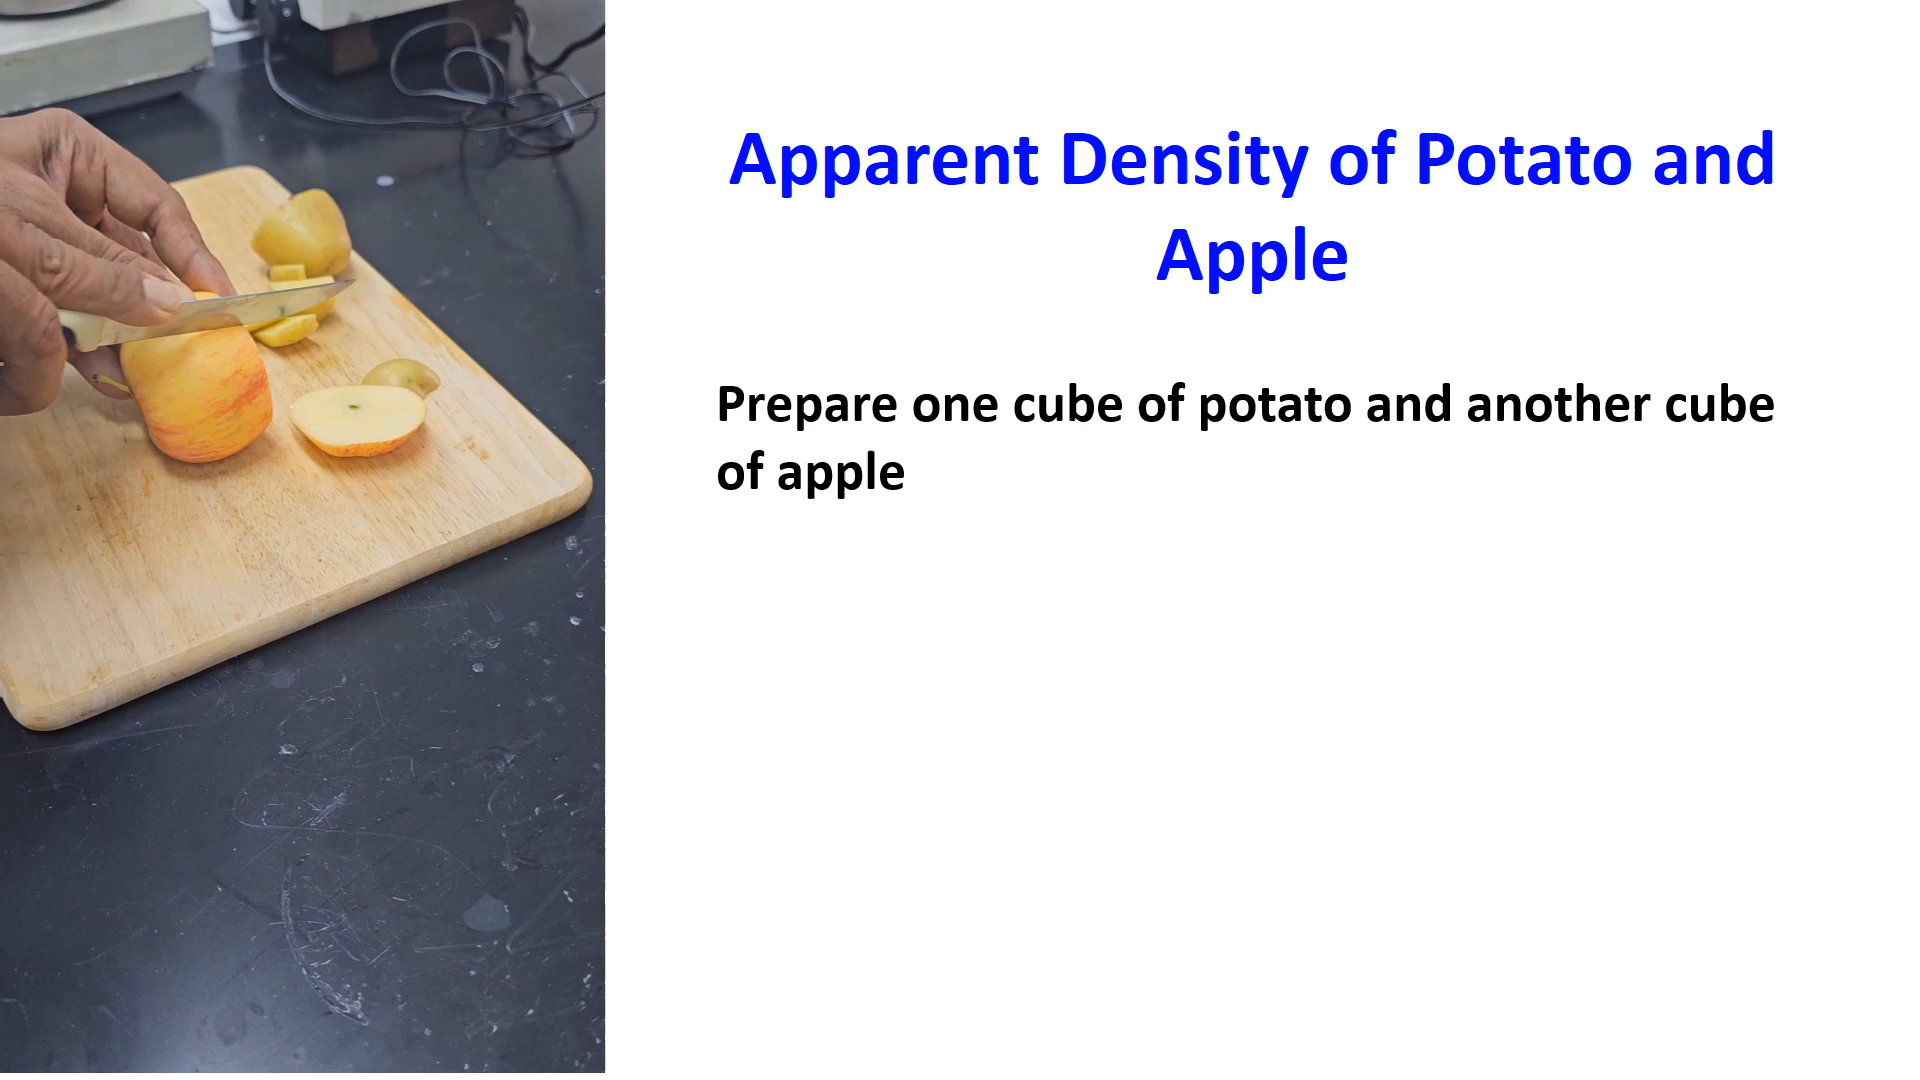 Apparent Density of Potato and
Apple
Prepare one cube of potato and another cube
of apple